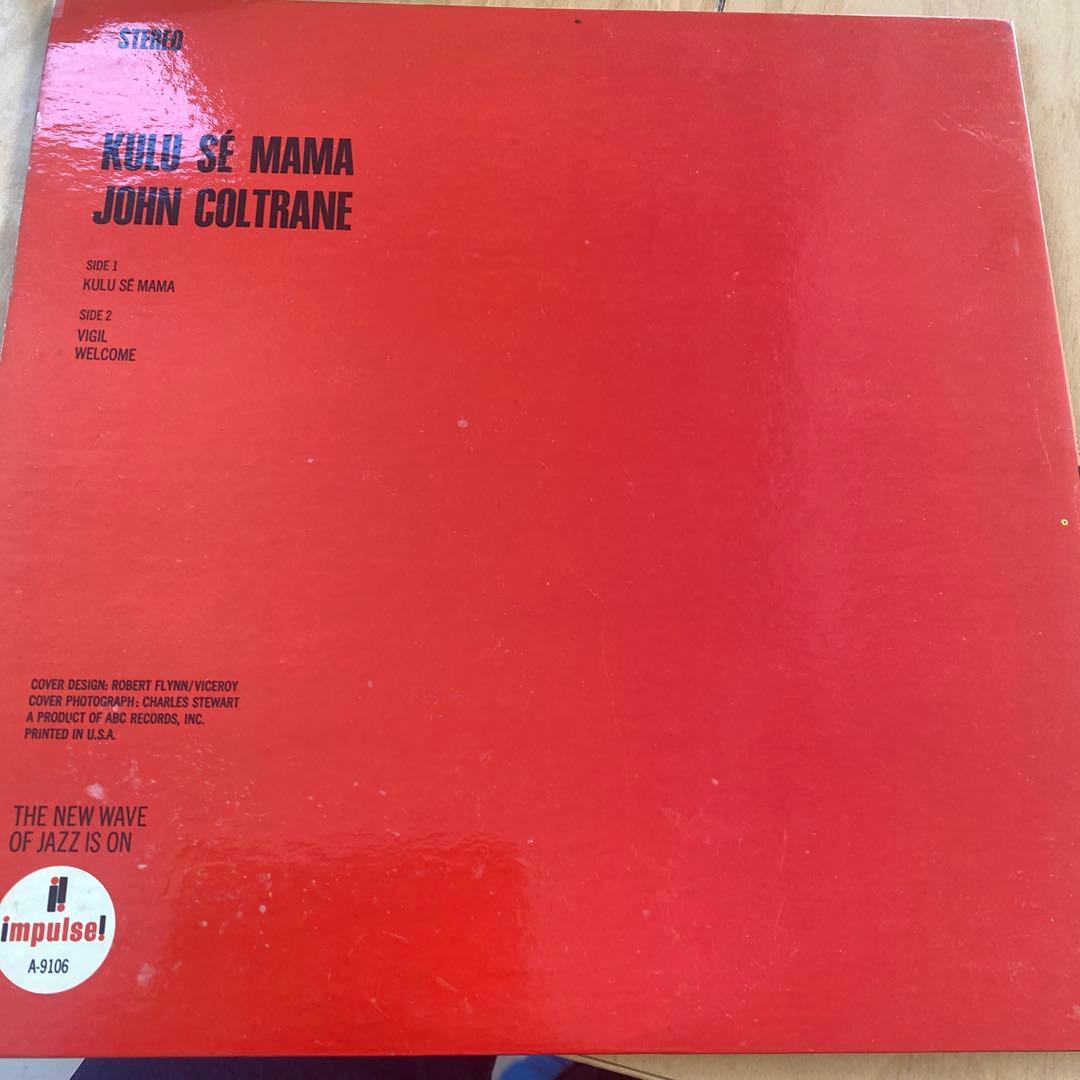 STEREO
KULU SÉ MAMA
JOHN COLTRANE
SIDE 1
KULU SÉ MAMA
SIDE 2
VIGIL
WELCOME
COVER DESIGN: ROBERT FLYNN/VICEROY
COVER PHOTOGRAPH: CHARLES STEWART
A PRODUCT OF ABC RECORDS, INC.
PRINTED IN U.S.A.
THE NEW WAVE
OF JAZZ IS ON
i!
impulse!
A-9106